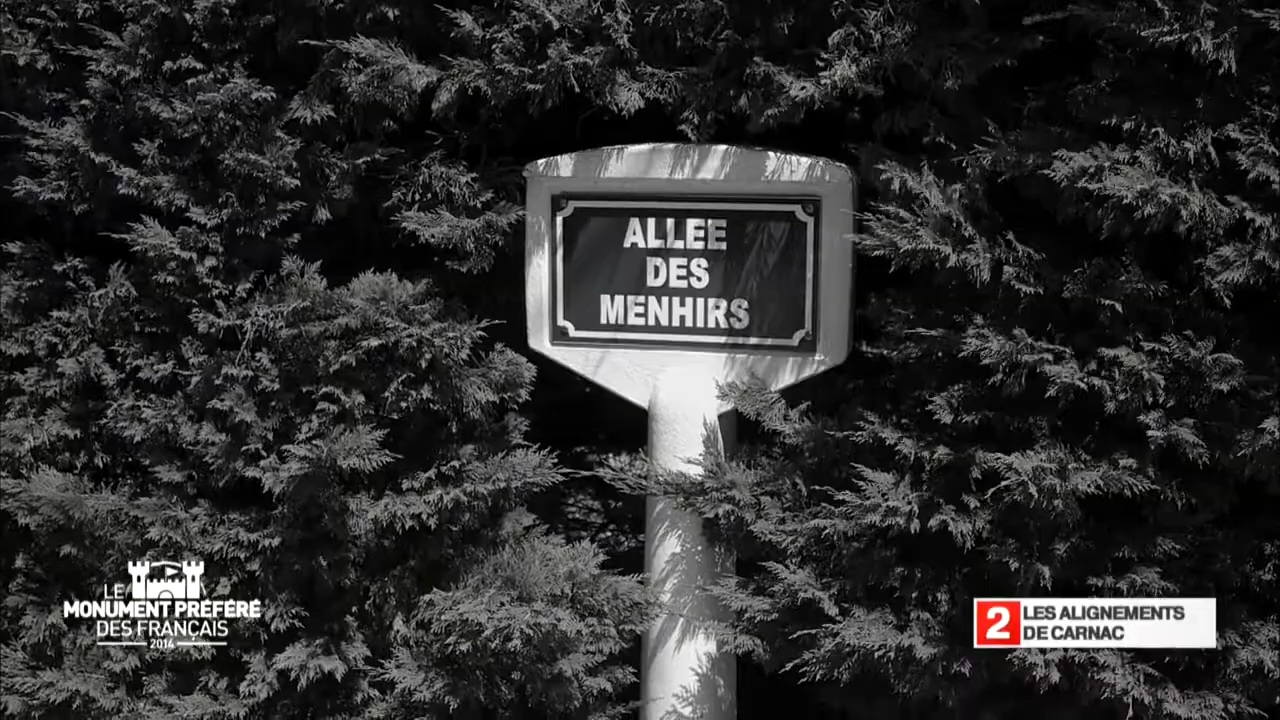 ALLEE
DES
MENHIRS
LE
MONUMENT PRÉFÉRÉ
DES FRANÇAIS
2014
2 LES ALIGNEMENTS
DE CARNAC